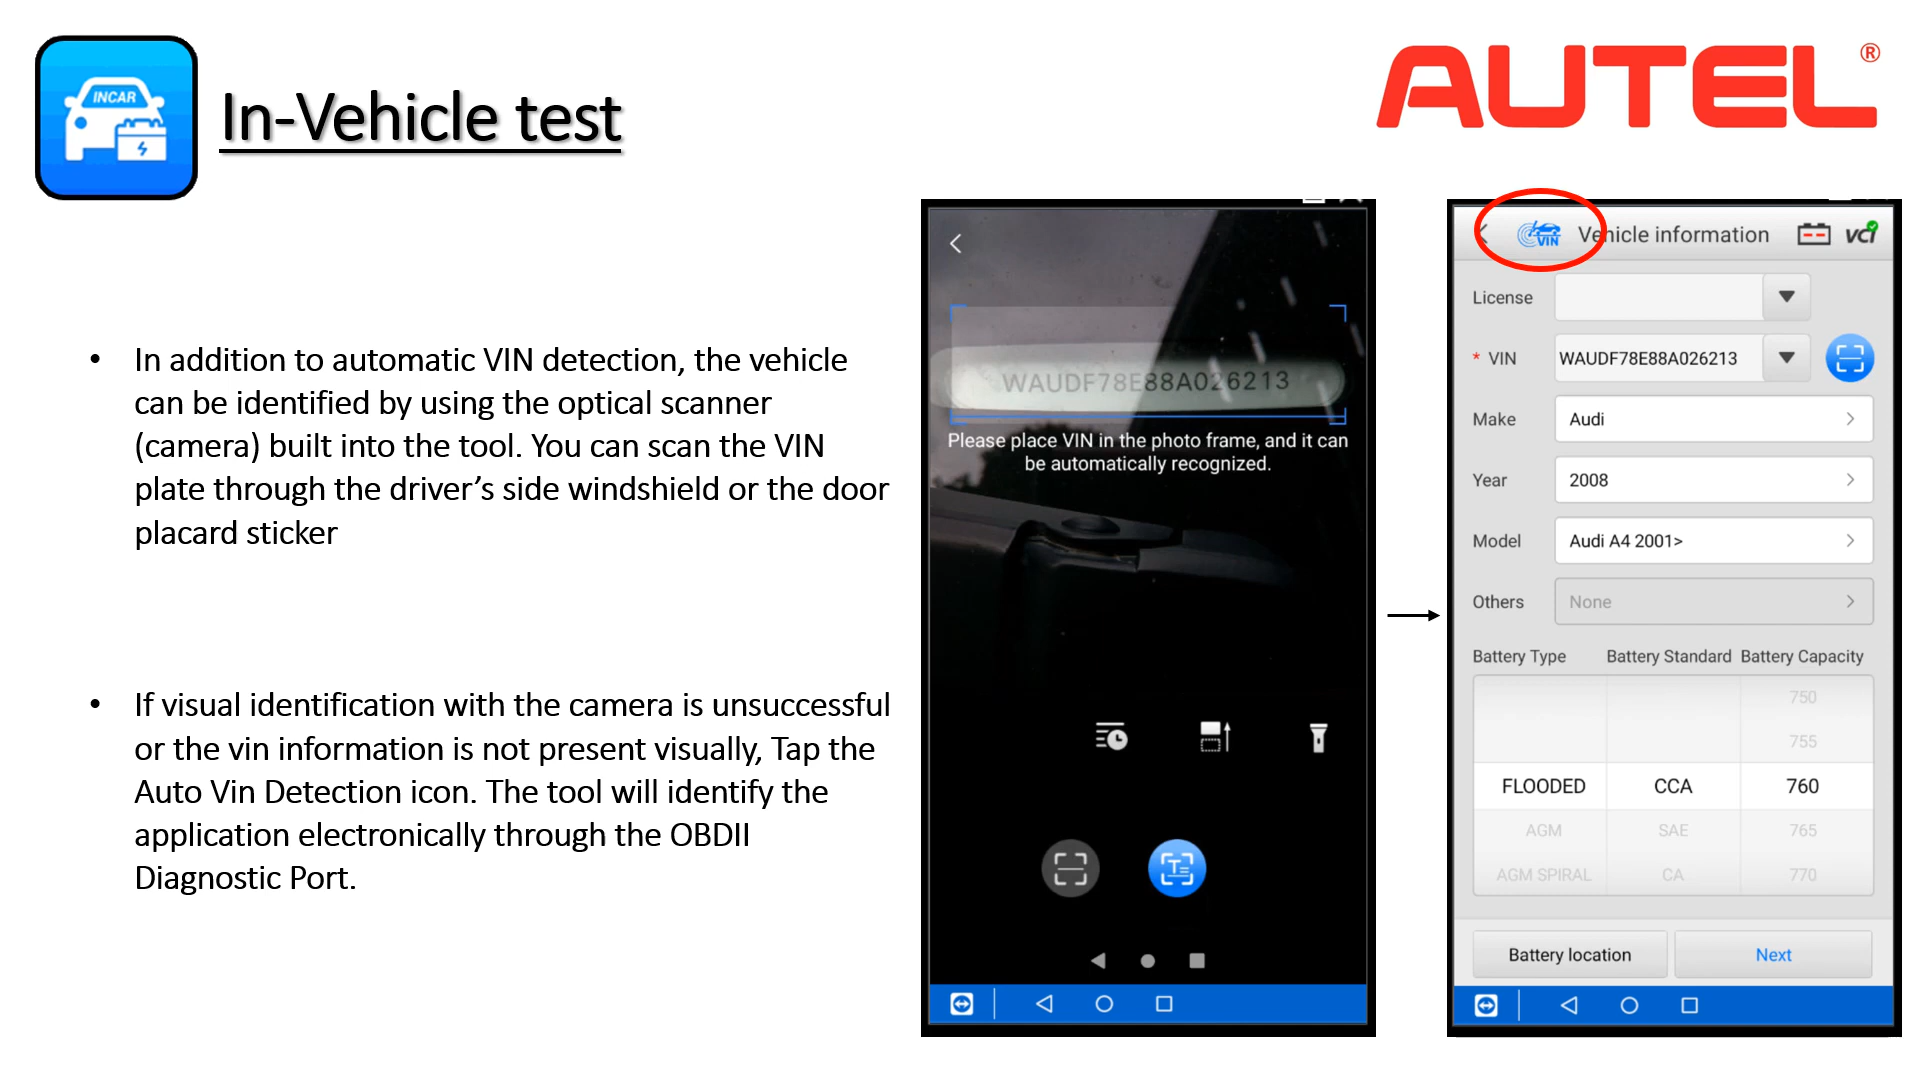 INCAR
In-Vehicle test
AUTEL®
• In addition to automatic VIN detection, the vehicle
can be identified by using the optical scanner
(camera) built into the tool. You can scan the VIN
plate through the driver’s side windshield or the door
placard sticker
• If visual identification with the camera is unsuccessful
or the vin information is not present visually, Tap the
Auto Vin Detection icon. The tool will identify the
application electronically through the OBDII
Diagnostic Port.
WAUDF78E88A026213
Please place VIN in the photo frame, and it can
be automatically recognized.
T
VIN Vehicle information VCI
License
* VIN WAUDF78E88A026213
Make Audi
Year 2008
Model Audi A4 2001>
Others None
Battery Type Battery Standard Battery Capacity
750
755
FLOODED CCA 760
AGM SAE 765
AGM SPIRAL CA 770
Battery location Next